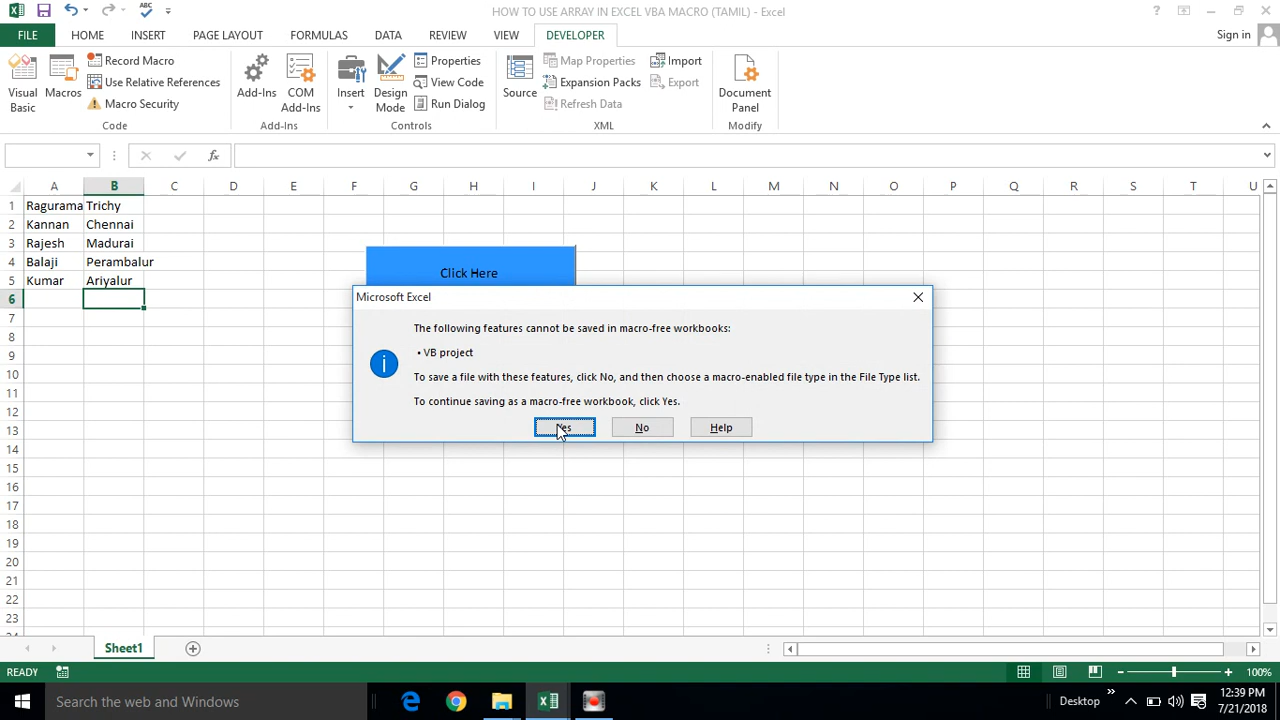 HOW TO USE ARRAY IN EXCEL VBA MACRO (TAMIL) - Excel
ABC
?
FILE HOME INSERT PAGE LAYOUT FORMULAS DATA REVIEW VIEW DEVELOPER Sign in
Visual Basic
Macros
Record Macro
Use Relative References
Macro Security
Code
Add-Ins
COM Add-Ins
Add-Ins
Insert
Design Mode
Properties
View Code
Run Dialog
Controls
Source
Map Properties
Expansion Packs
Refresh Data
Import
Export
XML
Document Panel
Modify
fx
A B C D E F G H I J K L M N O P Q R S T U
1 Ragurama Trichy
2 Kannan Chennai
3 Rajesh Madurai
4 Balaji Perambalur
5 Kumar Ariyalur
6
7
8
9
10
11
12
13
14
15
16
17
18
19
20
21
22
23
24
Click Here
Microsoft Excel
The following features cannot be saved in macro-free workbooks:
• VB project
To save a file with these features, click No, and then choose a macro-enabled file type in the File Type list.
To continue saving as a macro-free workbook, click Yes.
Yes No Help
Sheet1
READY 100%
Search the web and Windows
Desktop
12:39 PM
7/21/2018